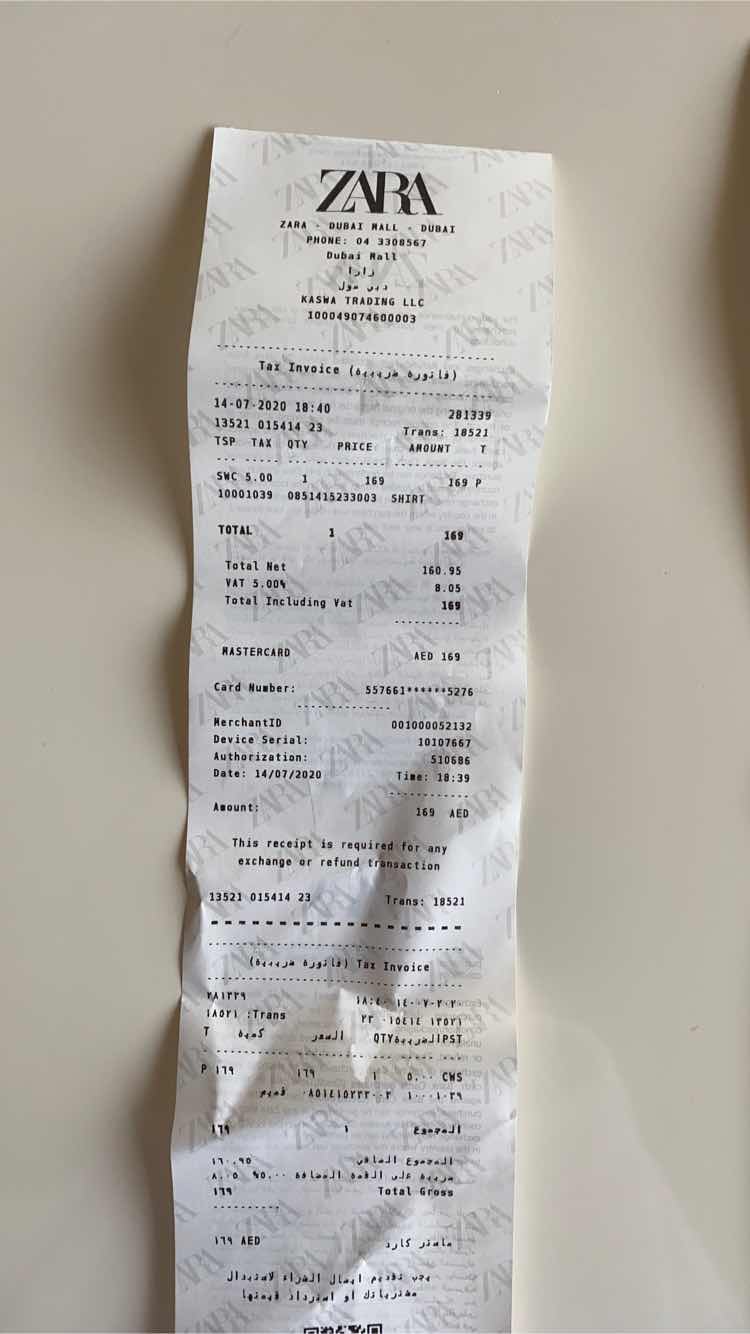 ZARA
ZARA - DUBAI MALL - DUBAI
PHONE: 04 3308567
Dubai Mall
زارا
دبي مول
KASWA TRADING LLC
100049074600003
Tax Invoice (فاتورة ضريبية)
14-07-2020 18:40 281339
13521 015414 23 Trans: 18521
TSP TAX QTY PRICE AMOUNT T
SWC 5.00 1 169 169 P
10001039 0851415233003 SHIRT
TOTAL 1 169
Total Net 160.95
VAT 5.00% 8.05
Total Including Vat 169
MASTERCARD AED 169
Card Number: 557661******5276
MerchantID 001000052132
Device Serial: 10107667
Authorization: 510686
Date: 14/07/2020 Time: 18:39
Amount: 169 AED
This receipt is required for any
exchange or refund transaction
13521 015414 23 Trans: 18521
(فاتورة ضريبية) Tax Invoice
٢٨١٣٣٩ ١٨:٤٠ ١٤-٠٧-٢٠٢٠
١٨٥٢١ :Trans ٢٣ ٠١٥٤١٤ ١٣٥٢١
T كمية السعر QTYالضريبةPST
P ١٦٩ ١٦٩ ١ ٥.٠٠ CWS
قميص ٠٨٥١٤١٥٢٣٣٠٠٣ ١٠٠٠١٠٣٩
١٦٩ ١ المجموع
١٦٠.٩٥ المجموع الصافي
٨.٠٥ %٥.٠٠ ضريبة على القمة المضافة
١٦٩ Total Gross
١٦٩ AED ماستر كارد
يجب تقديم ايصال الشراء لاستبدال
مشترياتك أو استرداد قيمتها